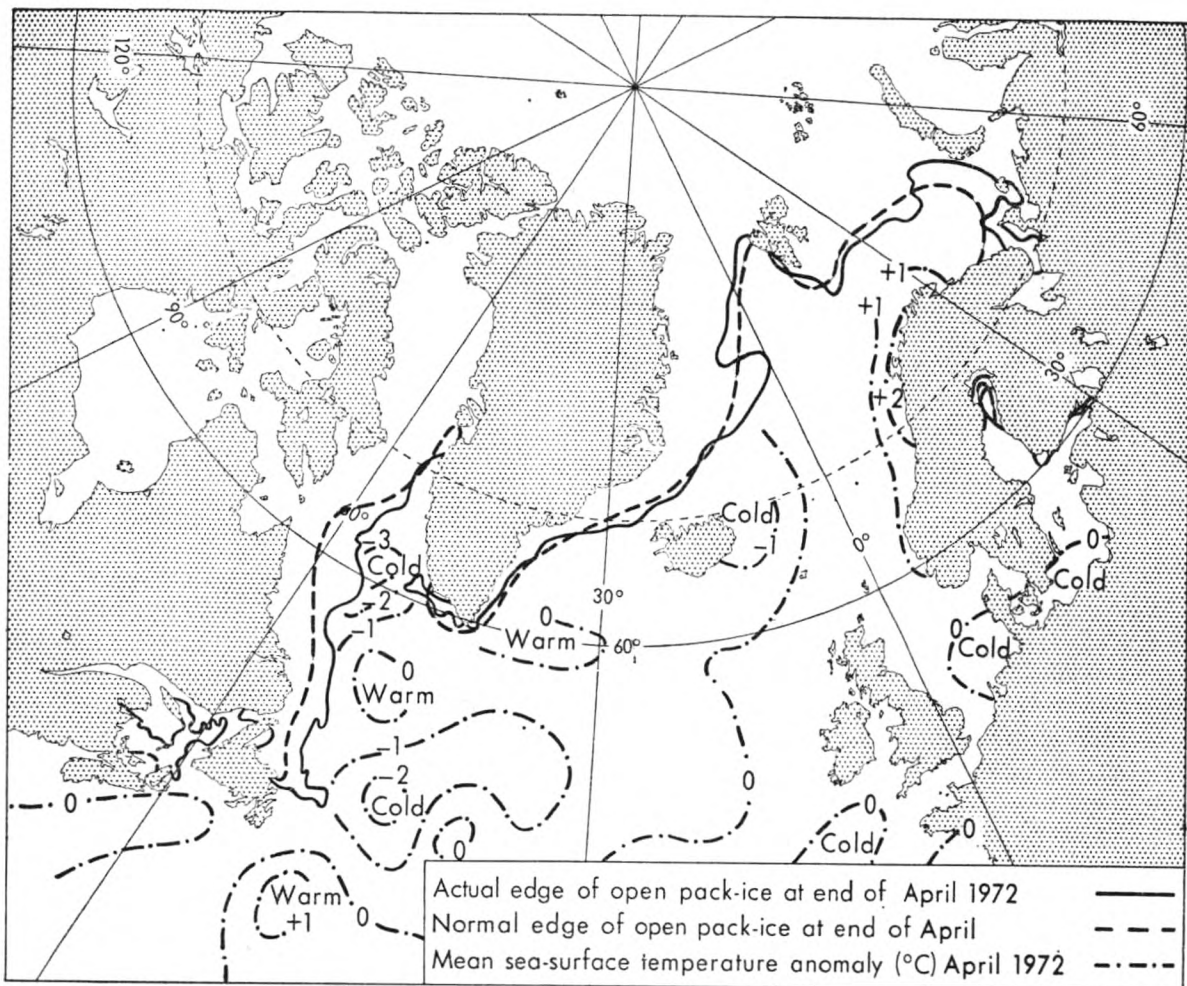 120°
60°
+1
90°
+1
30°
+2
60°
Cold
-1
0°
-3
Cold
0
Cold
-2
30°
0
Warm
60°
-1
0
Cold
0
Warm
-1
-2
Cold
0
0
0
Cold
0
0
Warm
+1
0
Actual edge of open pack-ice at end of April 1972
Normal edge of open pack-ice at end of April
Mean sea-surface temperature anomaly (°C) April 1972